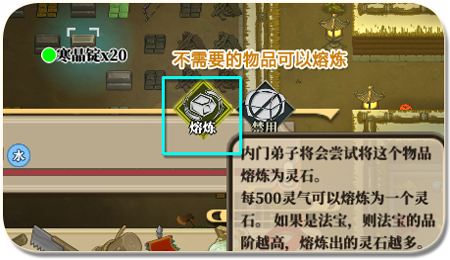 寒晶锭x20
不需要的物品可以熔炼
熔炼
禁用
水
内门弟子将会尝试将这个物品
熔炼为灵石。
每500灵气可以熔炼为一个灵
石。如果是法宝，则法宝的品
阶越高，熔炼出的灵石越多。